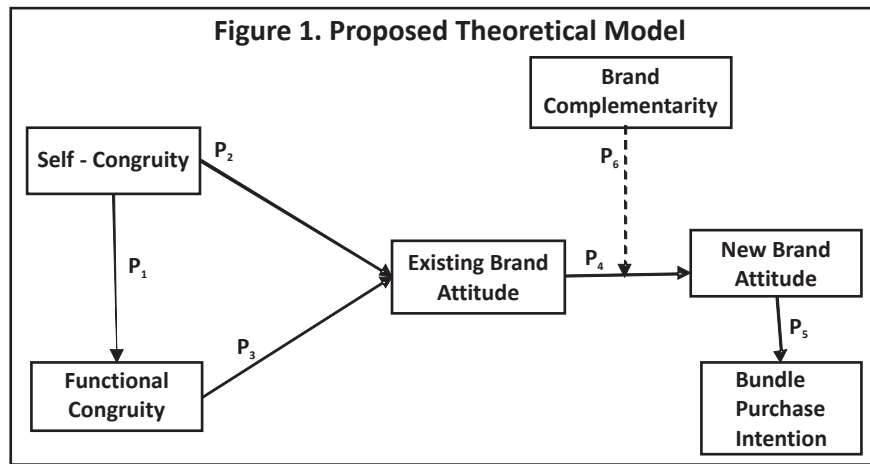 Figure 1. Proposed Theoretical Model
Brand
Complementarity
Self - Congruity
P2
P6
P1
Existing Brand
Attitude
P4
New Brand
Attitude
P3
P5
Functional
Congruity
Bundle
Purchase
Intention